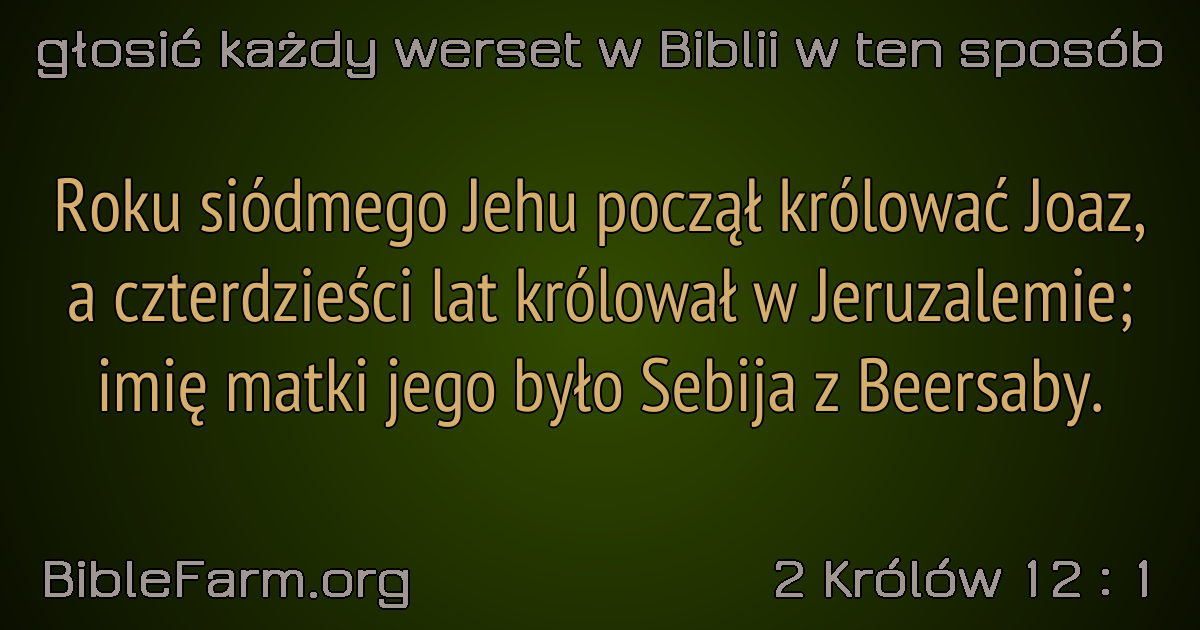 głosić każdy werset w Biblii w ten sposób
Roku siódmego Jehu począł królować Joaz,
a czterdzieści lat królował w Jeruzalemie;
imię matki jego było Sebija z Beersaby.
BibleFarm.org
2 Królów 12 : 1